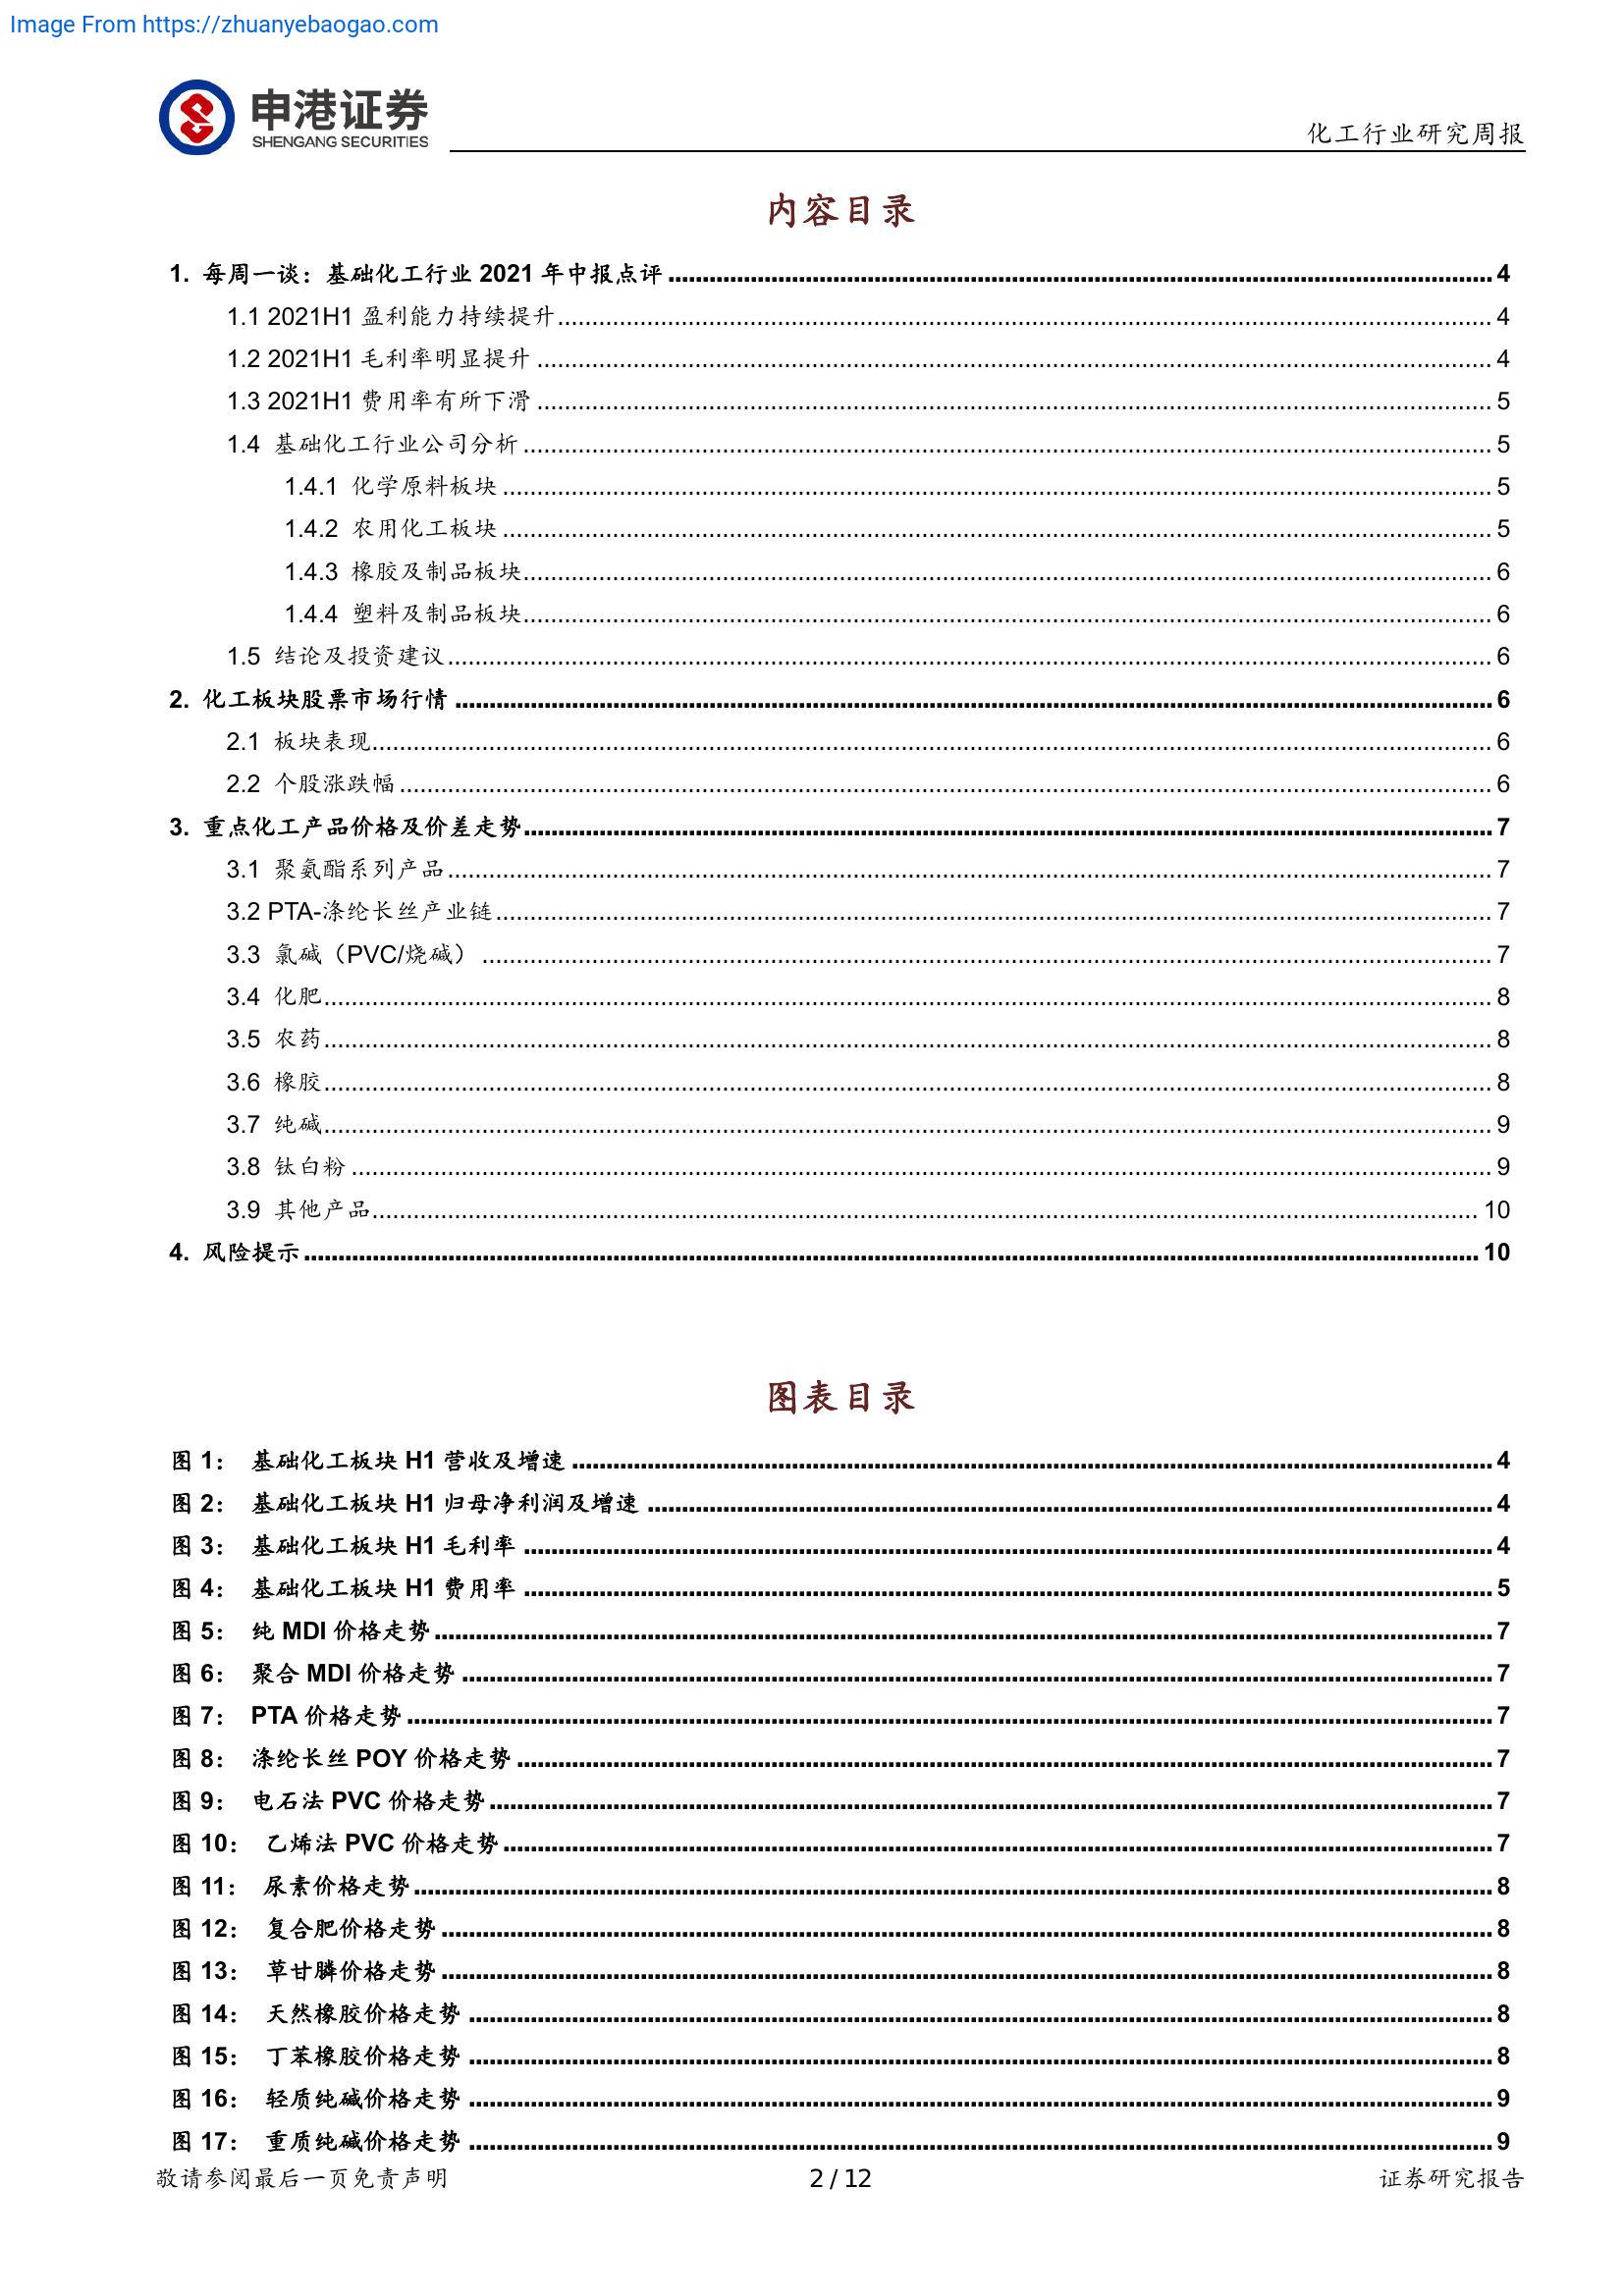 Image From https://zhuanyebaogao.com
申港证券
SHENGANG SECURITIES
化工行业研究周报
内容目录
1. 每周一谈：基础化工行业 2021 年中报点评 4
1.1 2021H1 盈利能力持续提升 4
1.2 2021H1 毛利率明显提升 4
1.3 2021H1 费用率有所下滑 5
1.4 基础化工行业公司分析 5
1.4.1 化学原料板块 5
1.4.2 农用化工板块 5
1.4.3 橡胶及制品板块 6
1.4.4 塑料及制品板块 6
1.5 结论及投资建议 6
2. 化工板块股票市场行情 6
2.1 板块表现 6
2.2 个股涨跌幅 6
3. 重点化工产品价格及价差走势 7
3.1 聚氨酯系列产品 7
3.2 PTA-涤纶长丝产业链 7
3.3 氯碱（PVC/烧碱） 7
3.4 化肥 8
3.5 农药 8
3.6 橡胶 8
3.7 纯碱 9
3.8 钛白粉 9
3.9 其他产品 10
4. 风险提示 10
图表目录
图 1： 基础化工板块 H1 营收及增速 4
图 2： 基础化工板块 H1 归母净利润及增速 4
图 3： 基础化工板块 H1 毛利率 4
图 4： 基础化工板块 H1 费用率 5
图 5： 纯 MDI 价格走势 7
图 6： 聚合 MDI 价格走势 7
图 7： PTA 价格走势 7
图 8： 涤纶长丝 POY 价格走势 7
图 9： 电石法 PVC 价格走势 7
图 10： 乙烯法 PVC 价格走势 7
图 11： 尿素价格走势 8
图 12： 复合肥价格走势 8
图 13： 草甘膦价格走势 8
图 14： 天然橡胶价格走势 8
图 15： 丁苯橡胶价格走势 8
图 16： 轻质纯碱价格走势 9
图 17： 重质纯碱价格走势 9
敬请参阅最后一页免责声明
2 / 12
证券研究报告